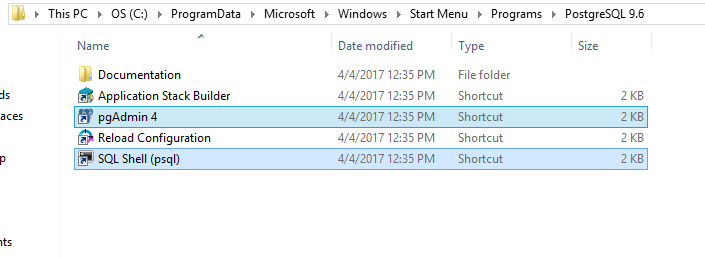 This PC OS (C:) ProgramData Microsoft Windows Start Menu Programs PostgreSQL 9.6
Name Date modified Type Size
Documentation 4/4/2017 12:35 PM File folder
ds Application Stack Builder 4/4/2017 12:35 PM Shortcut 2 KB
aces pgAdmin 4 4/4/2017 12:35 PM Shortcut 2 KB
Reload Configuration 4/4/2017 12:35 PM Shortcut 2 KB
p SQL Shell (psql) 4/4/2017 12:35 PM Shortcut 2 KB
nts